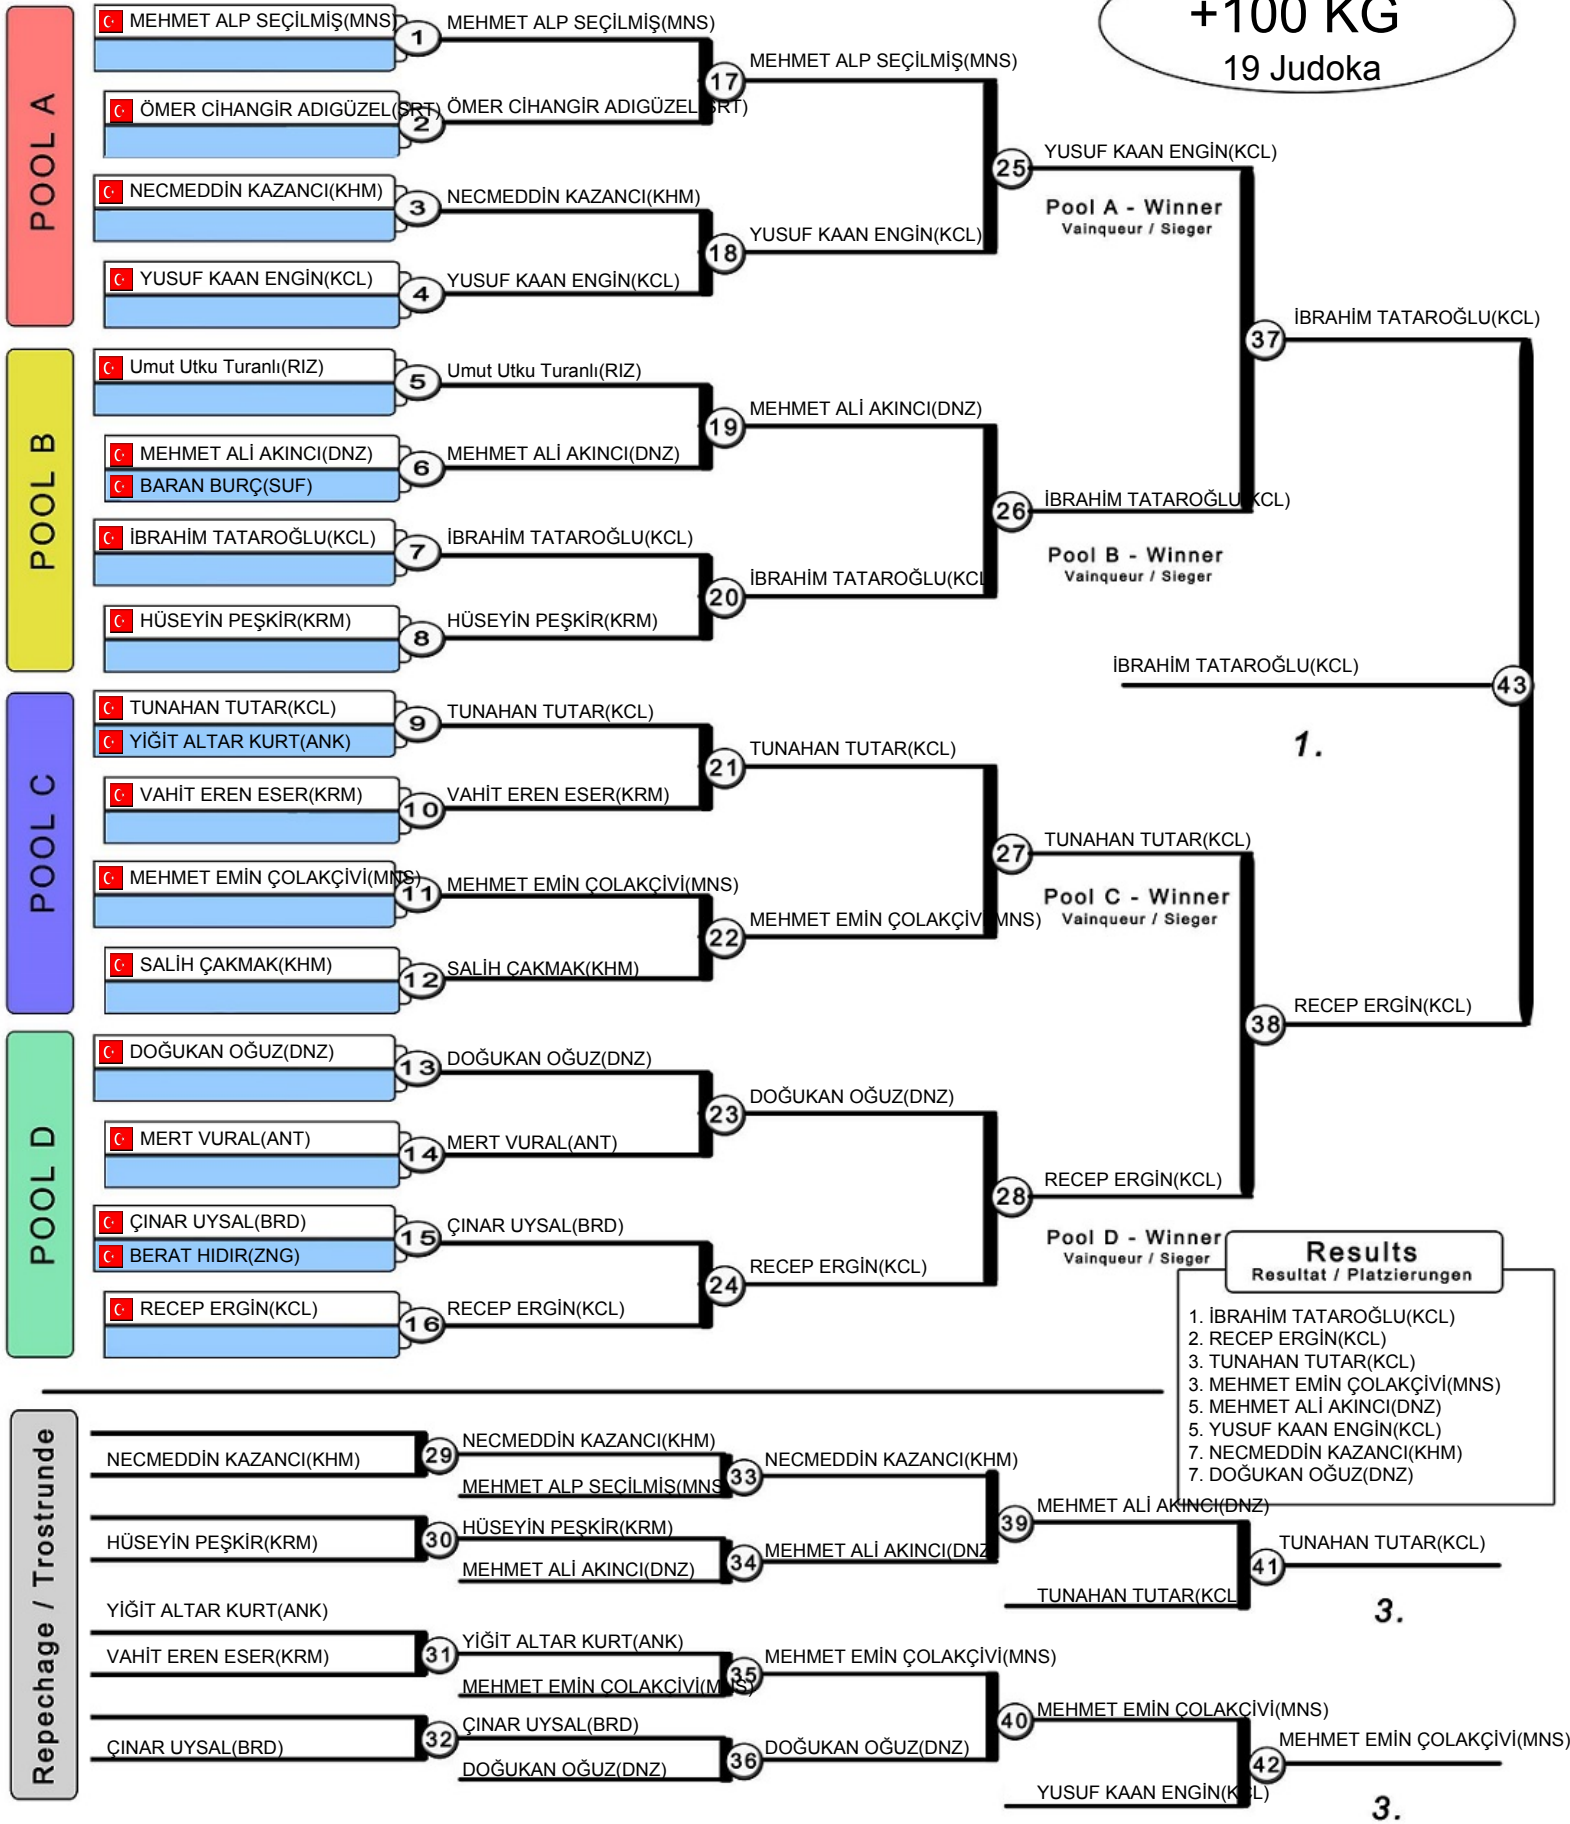 +100 KG
19 Judoka
POOL A
MEHMET ALP SEÇİLMİŞ(MNS)
1
ÖMER CİHANGİR ADIGÜZEL(SRT)
2
NECMEDDİN KAZANCI(KHM)
3
YUSUF KAAN ENGİN(KCL)
4
MEHMET ALP SEÇİLMİŞ(MNS)
ÖMER CİHANGİR ADIGÜZEL(SRT)
17
NECMEDDİN KAZANCI(KHM)
YUSUF KAAN ENGİN(KCL)
18
MEHMET ALP SEÇİLMİŞ(MNS)
YUSUF KAAN ENGİN(KCL)
25
YUSUF KAAN ENGİN(KCL)
Pool A - Winner
Vainqueur / Sieger
POOL B
Umut Utku Turanlı(RIZ)
5
MEHMET ALİ AKINCI(DNZ)
BARAN BURÇ(SUF)
6
İBRAHİM TATAROĞLU(KCL)
7
HÜSEYİN PEŞKİR(KRM)
8
Umut Utku Turanlı(RIZ)
MEHMET ALİ AKINCI(DNZ)
19
İBRAHİM TATAROĞLU(KCL)
HÜSEYİN PEŞKİR(KRM)
20
MEHMET ALİ AKINCI(DNZ)
İBRAHİM TATAROĞLU(KCL
26
İBRAHİM TATAROĞLU(KCL)
Pool B - Winner
Vainqueur / Sieger
37
İBRAHİM TATAROĞLU(KCL)
İBRAHİM TATAROĞLU(KCL)
43
1.
POOL C
TUNAHAN TUTAR(KCL)
YİĞİT ALTAR KURT(ANK)
9
VAHİT EREN ESER(KRM)
10
MEHMET EMİN ÇOLAKÇİVİ(MNS)
11
SALİH ÇAKMAK(KHM)
12
TUNAHAN TUTAR(KCL)
VAHİT EREN ESER(KRM)
21
MEHMET EMİN ÇOLAKÇİVİ(MNS)
SALİH ÇAKMAK(KHM)
22
TUNAHAN TUTAR(KCL)
MEHMET EMİN ÇOLAKÇİVİ(MNS)
27
TUNAHAN TUTAR(KCL)
Pool C - Winner
Vainqueur / Sieger
POOL D
DOĞUKAN OĞUZ(DNZ)
13
MERT VURAL(ANT)
14
ÇINAR UYSAL(BRD)
BERAT HIDIR(ZNG)
15
RECEP ERGİN(KCL)
16
DOĞUKAN OĞUZ(DNZ)
MERT VURAL(ANT)
23
ÇINAR UYSAL(BRD)
RECEP ERGİN(KCL)
24
DOĞUKAN OĞUZ(DNZ)
RECEP ERGİN(KCL)
28
RECEP ERGİN(KCL)
Pool D - Winner
Vainqueur / Sieger
38
RECEP ERGİN(KCL)
Results
Resultat / Platzierungen
1. İBRAHİM TATAROĞLU(KCL)
2. RECEP ERGİN(KCL)
3. TUNAHAN TUTAR(KCL)
3. MEHMET EMİN ÇOLAKÇİVİ(MNS)
5. MEHMET ALİ AKINCI(DNZ)
5. YUSUF KAAN ENGİN(KCL)
7. NECMEDDİN KAZANCI(KHM)
7. DOĞUKAN OĞUZ(DNZ)
Repechage / Trostrunde
NECMEDDİN KAZANCI(KHM)
29
HÜSEYİN PEŞKİR(KRM)
30
YİĞİT ALTAR KURT(ANK)
VAHİT EREN ESER(KRM)
31
ÇINAR UYSAL(BRD)
32
NECMEDDİN KAZANCI(KHM)
MEHMET ALP SEÇİLMİŞ(MNS
33
HÜSEYİN PEŞKİR(KRM)
MEHMET ALİ AKINCI(DNZ)
34
YİĞİT ALTAR KURT(ANK)
MEHMET EMİN ÇOLAKÇİVİ(MNS)
35
ÇINAR UYSAL(BRD)
DOĞUKAN OĞUZ(DNZ)
36
NECMEDDİN KAZANCI(KHM)
MEHMET ALİ AKINCI(DNZ
39
MEHMET EMİN ÇOLAKÇİVİ(MNS)
DOĞUKAN OĞUZ(DNZ)
40
MEHMET ALİ AKINCI(DNZ)
TUNAHAN TUTAR(KCL
41
TUNAHAN TUTAR(KCL)
3.
MEHMET EMİN ÇOLAKÇİVİ(MNS)
YUSUF KAAN ENGİN(KCL)
42
MEHMET EMİN ÇOLAKÇİVİ(MNS)
3.